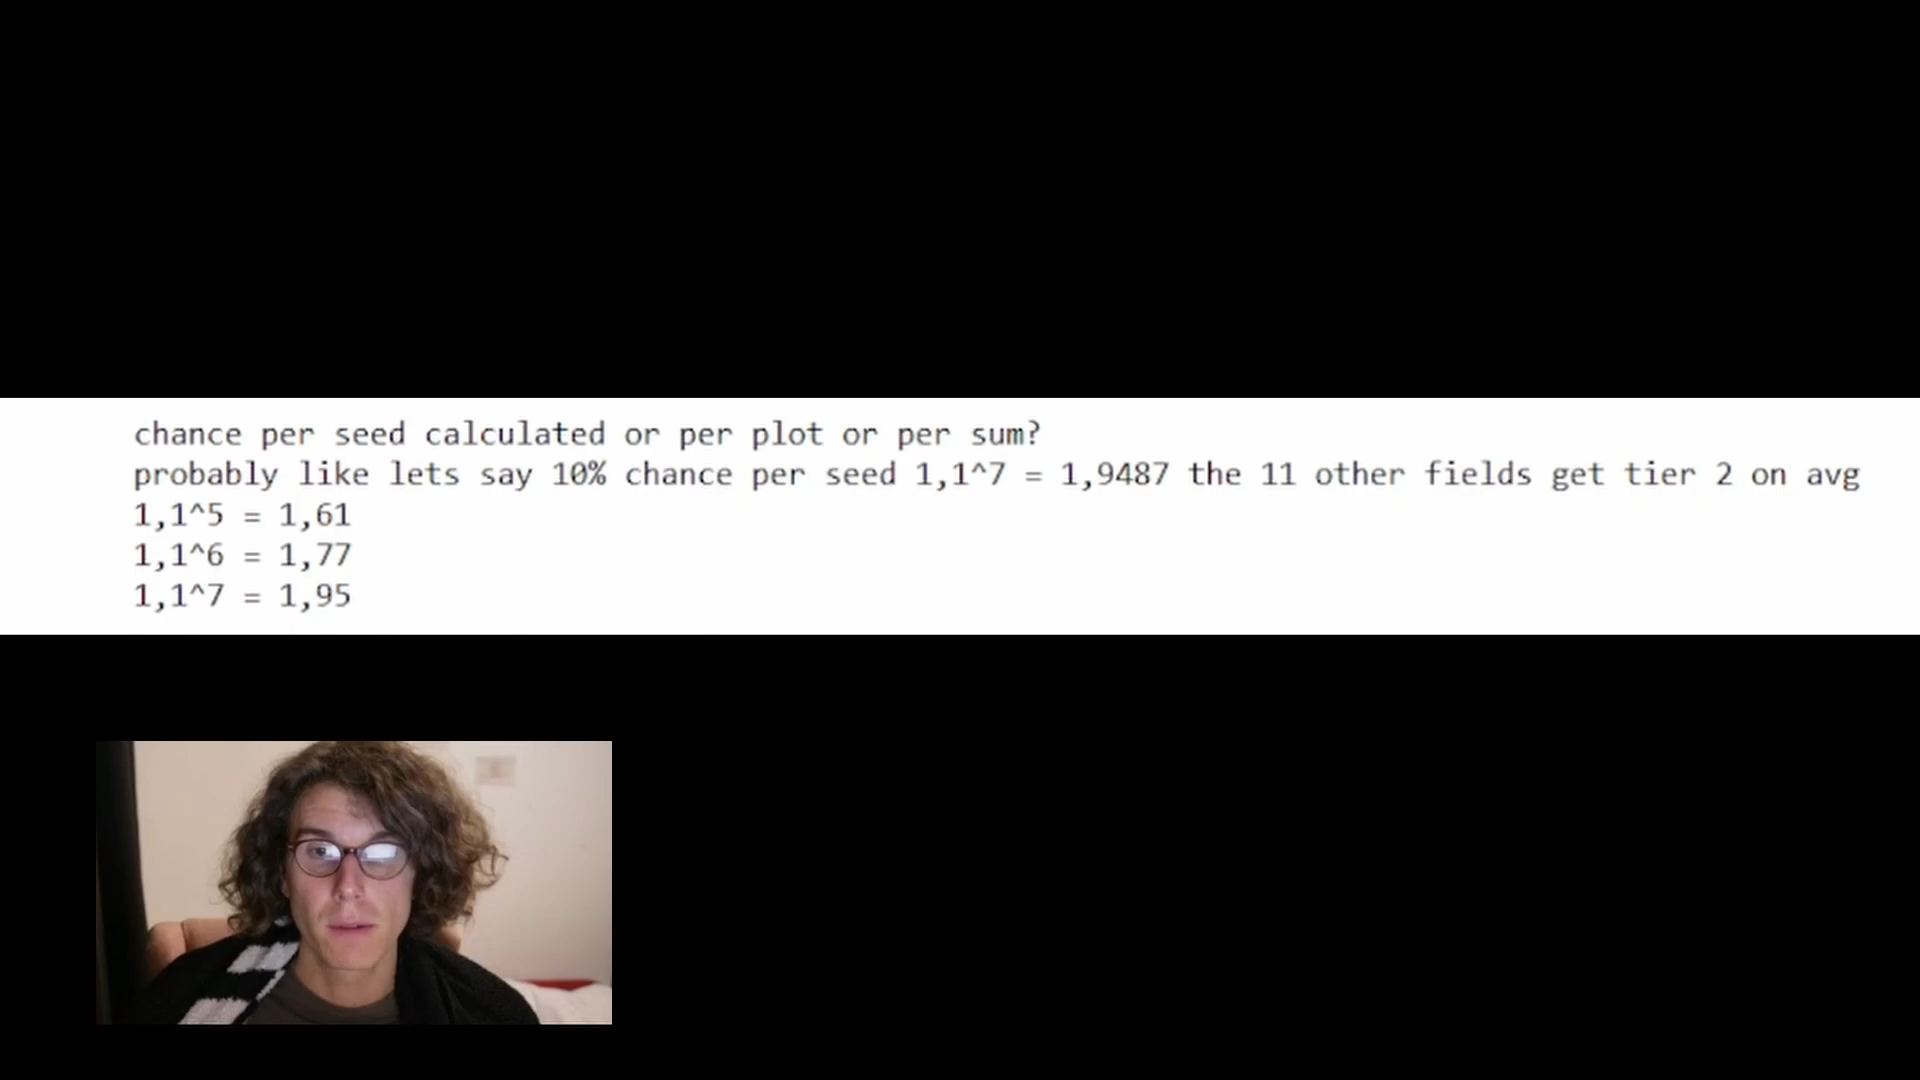 chance per seed calculated or per plot or per sum?
probably like lets say 10% chance per seed 1,1^7 = 1,9487 the 11 other fields get tier 2 on avg
1,1^5 = 1,61
1,1^6 = 1,77
1,1^7 = 1,95